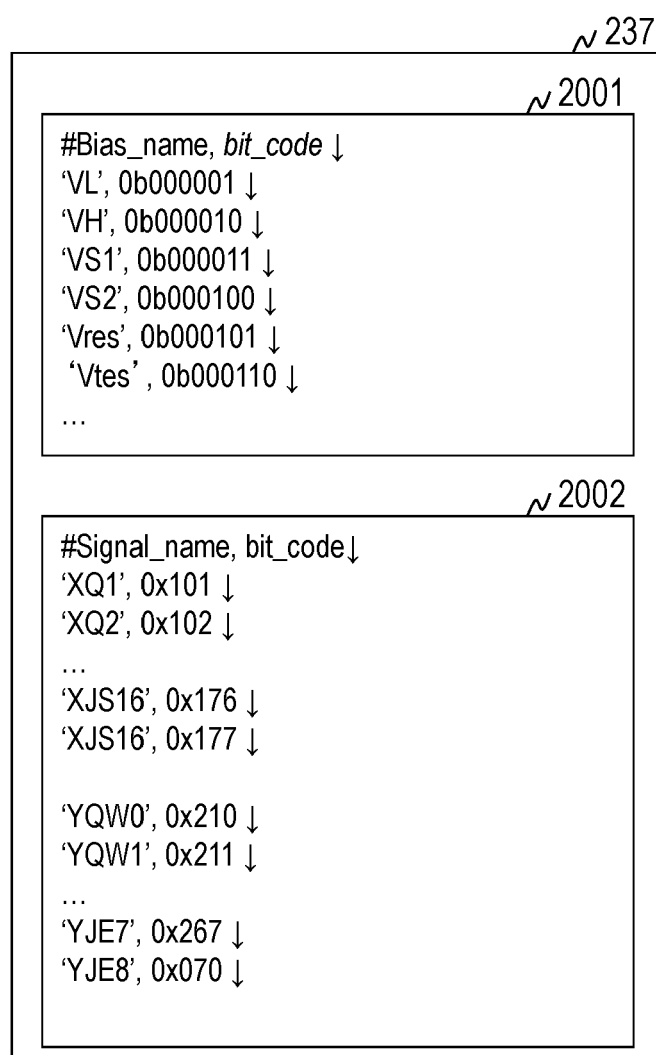 237
2001
#Bias_name, bit_code ↓
‘VL’, 0b000001 ↓
‘VH’, 0b000010 ↓
‘VS1’, 0b000011 ↓
‘VS2’, 0b000100 ↓
‘Vres’, 0b000101 ↓
‘Vtes’, 0b000110 ↓
…
2002
#Signal_name, bit_code↓
‘XQ1’, 0x101 ↓
‘XQ2’, 0x102 ↓
…
‘XJS16’, 0x176 ↓
‘XJS16’, 0x177 ↓
‘YQW0’, 0x210 ↓
‘YQW1’, 0x211 ↓
…
‘YJE7’, 0x267 ↓
‘YJE8’, 0x070 ↓